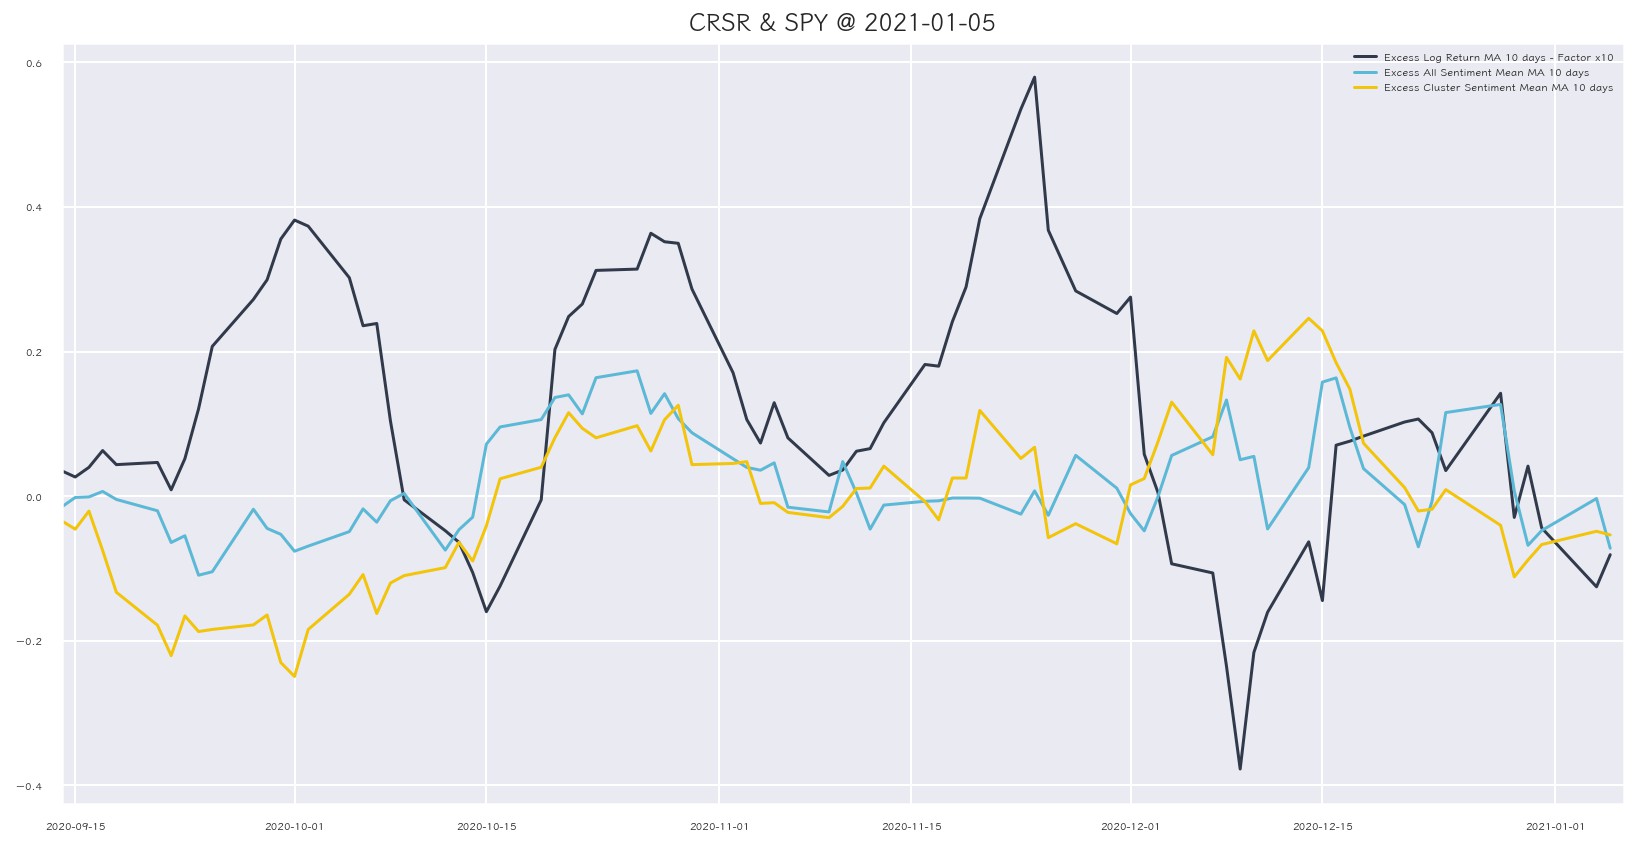 CRSR & SPY @ 2021-01-05
Excess Log Return MA 10 days - Factor x10
Excess All Sentiment Mean MA 10 days
Excess Cluster Sentiment Mean MA 10 days
0.6
0.4
0.2
0.0
−0.2
−0.4
2020-09-15 2020-10-01 2020-10-15 2020-11-01 2020-11-15 2020-12-01 2020-12-15 2021-01-01